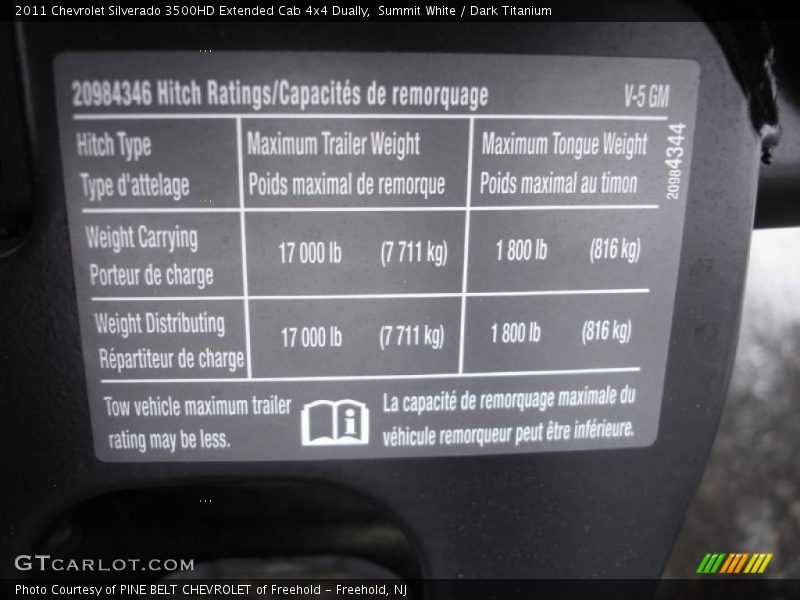 2011 Chevrolet Silverado 3500HD Extended Cab 4x4 Dually,  Summit White / Dark Titanium
20984346 Hitch Ratings/Capacités de remorquage
V-5 GM
Hitch Type
Type d'attelage
Maximum Trailer Weight
Poids maximal de remorque
Maximum Tongue Weight
Poids maximal au timon
20984344
Weight Carrying
Porteur de charge
17 000 lb (7 711 kg)
1 800 lb (816 kg)
Weight Distributing
Répartiteur de charge
17 000 lb (7 711 kg)
1 800 lb (816 kg)
Tow vehicle maximum trailer
rating may be less.
La capacité de remorquage maximale du
véhicule remorqueur peut être inférieure.
GTcarlot.com
Photo Courtesy of PINE BELT CHEVROLET of Freehold - Freehold, NJ